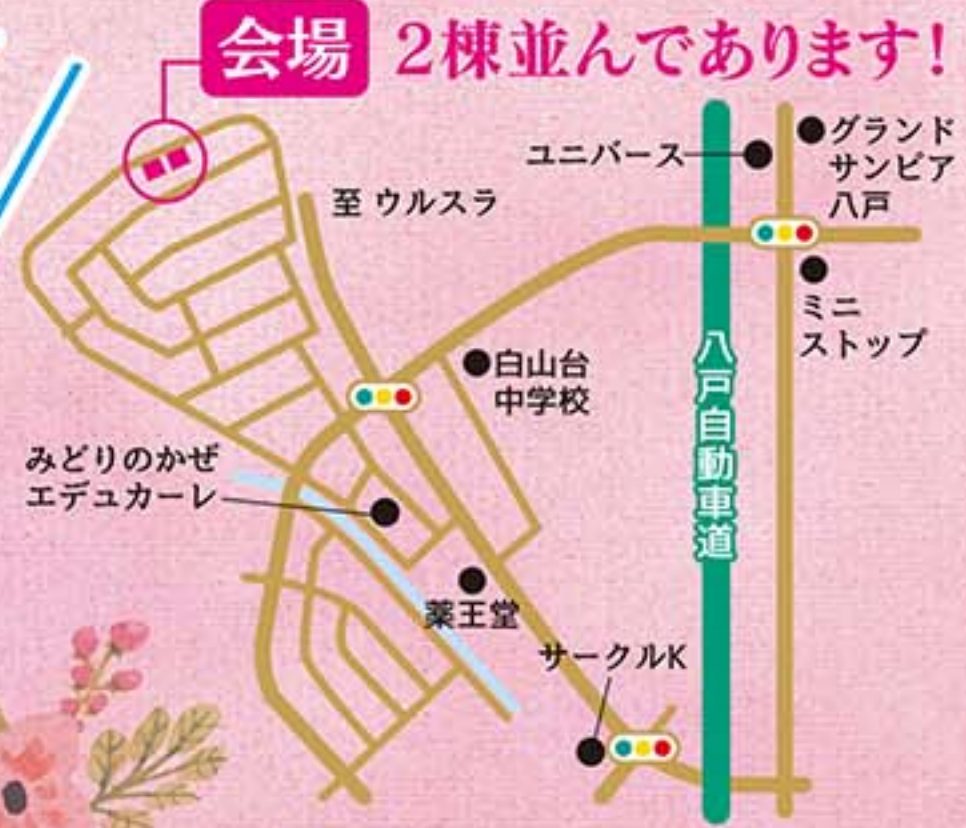 会場 2棟並んであります！
グランド
サンピア
八戸
ユニバース
至 ウルスラ
ミニ
ストップ
八戸自動車道
白山台
中学校
みどりのかぜ
エデュカーレ
薬王堂
サークルK